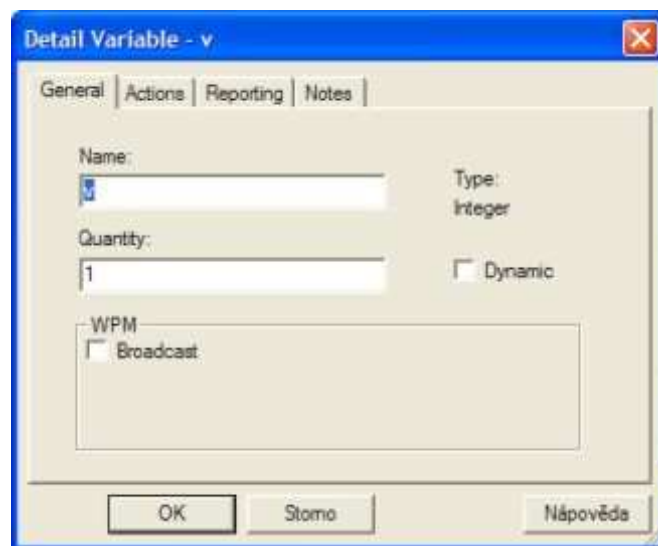 Detail Variable - v
General Actions Reporting Notes
Name:
v
Type:
Integer
Quantity:
1
Dynamic
WPM
Broadcast
OK Storno Nápověda